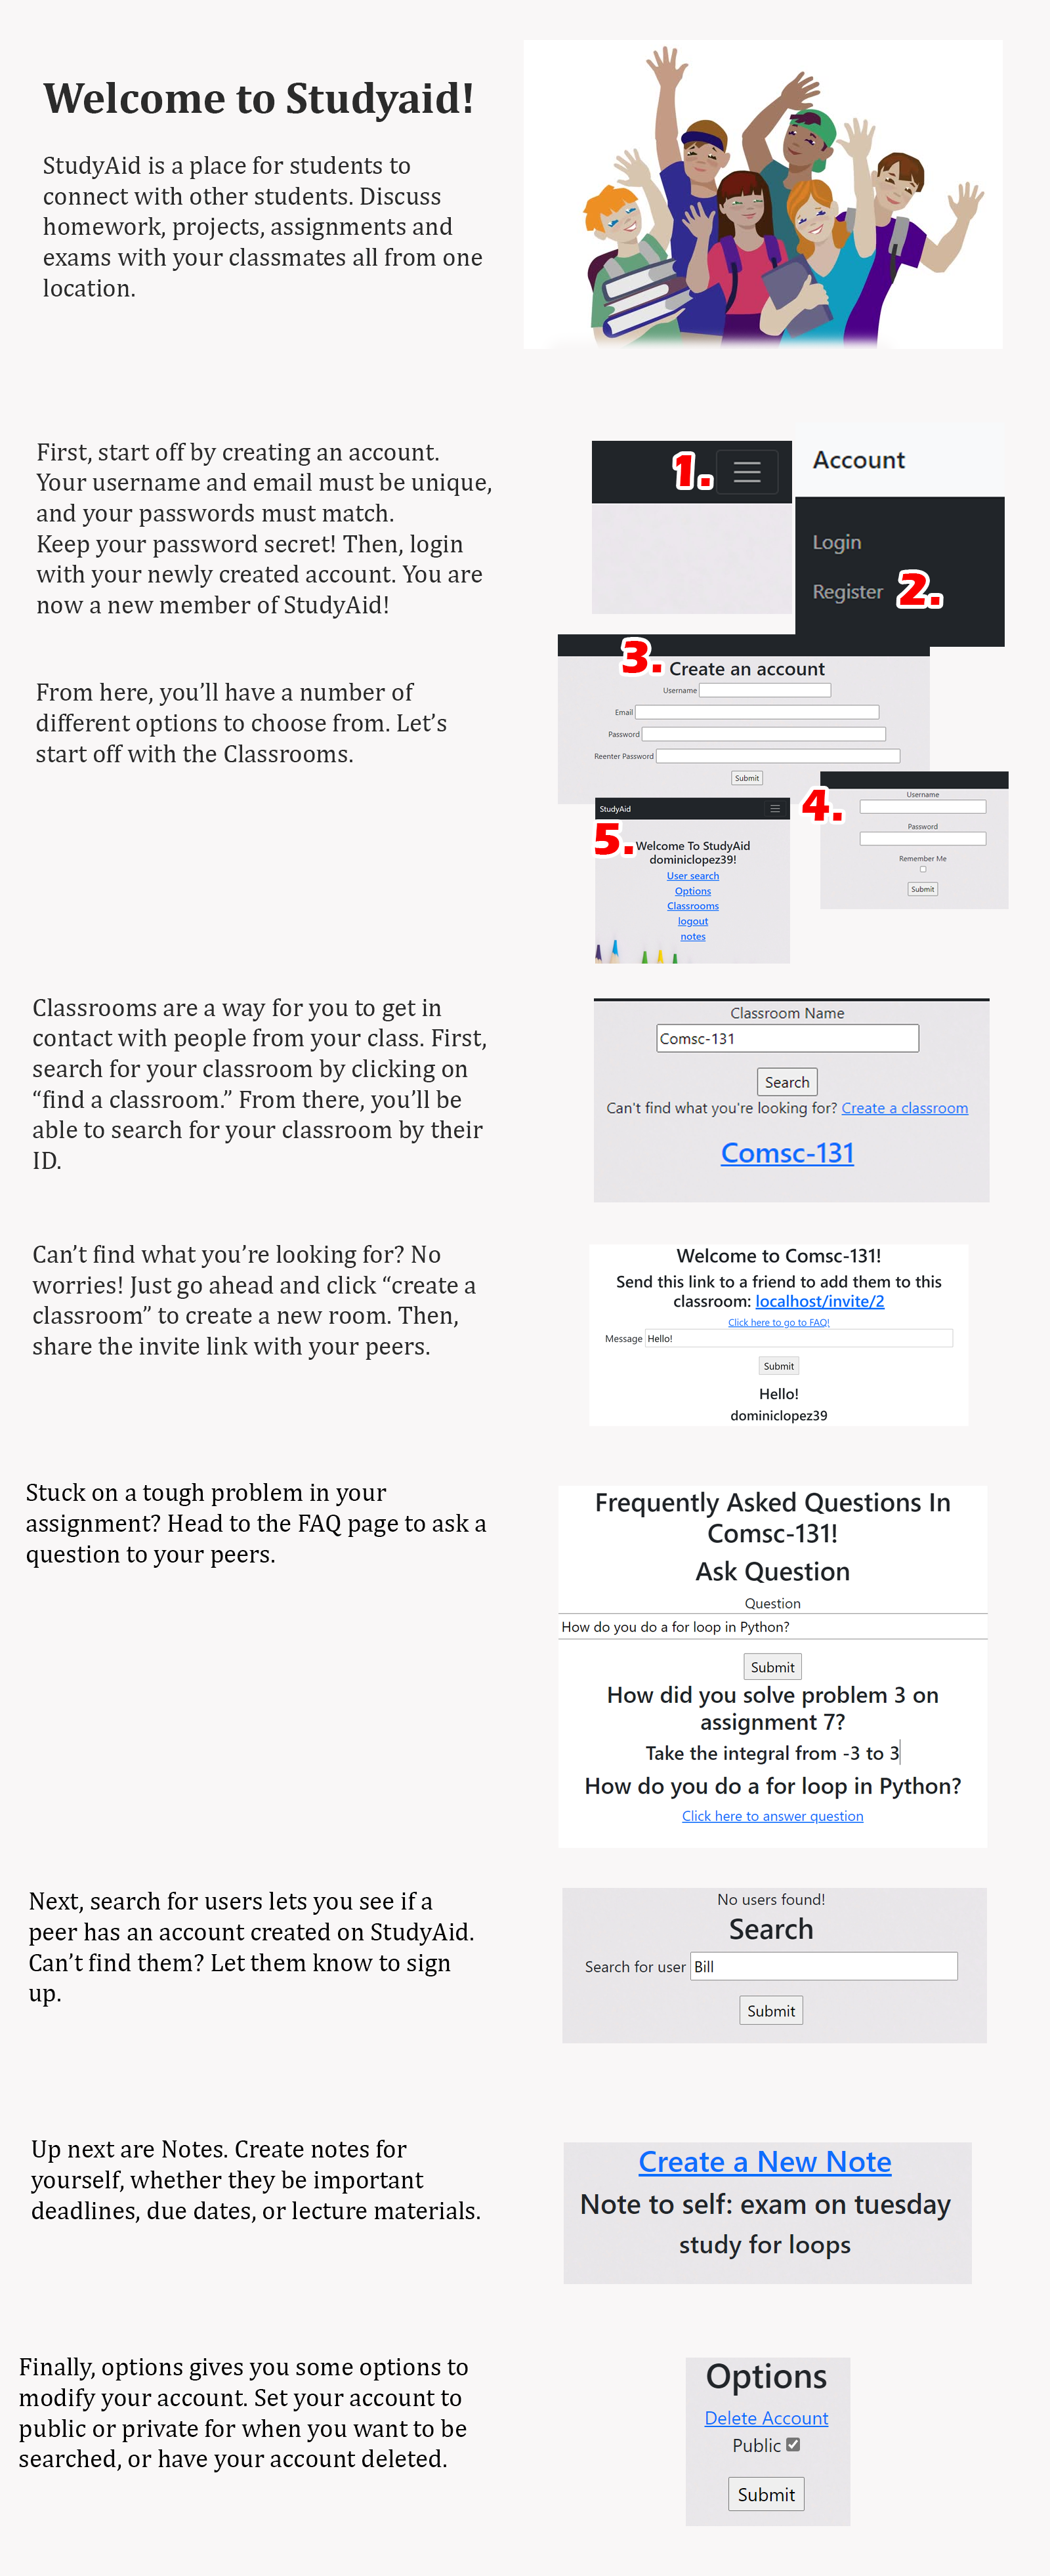 Welcome to Studyaid!
StudyAid is a place for students to
connect with other students. Discuss
homework, projects, assignments and
exams with your classmates all from one
location.
First, start off by creating an account.
Your username and email must be unique,
and your passwords must match.
Keep your password secret! Then, login
with your newly created account. You are
now a new member of StudyAid!
From here, you’ll have a number of
different options to choose from. Let’s
start off with the Classrooms.
1.
Account
Login
Register 2.
3. Create an account
Username
Email
Password
Reenter Password
Submit
4.
Username
Password
Remember Me
Submit
StudyAid
5. Welcome To StudyAid
dominiclopez39!
User search
Options
Classrooms
logout
notes
Classrooms are a way for you to get in
contact with people from your class. First,
search for your classroom by clicking on
“find a classroom.” From there, you’ll be
able to search for your classroom by their
ID.
Classroom Name
Comsc-131
Search
Can't find what you're looking for? Create a classroom
Comsc-131
Can’t find what you’re looking for? No
worries! Just go ahead and click “create a
classroom” to create a new room. Then,
share the invite link with your peers.
Welcome to Comsc-131!
Send this link to a friend to add them to this
classroom: localhost/invite/2
Click here to go to FAQ!
Message Hello!
Submit
Hello!
dominiclopez39
Stuck on a tough problem in your
assignment? Head to the FAQ page to ask a
question to your peers.
Frequently Asked Questions In
Comsc-131!
Ask Question
Question
How do you do a for loop in Python?
Submit
How did you solve problem 3 on
assignment 7?
Take the integral from -3 to 3
How do you do a for loop in Python?
Click here to answer question
Next, search for users lets you see if a
peer has an account created on StudyAid.
Can’t find them? Let them know to sign
up.
No users found!
Search
Search for user Bill
Submit
Up next are Notes. Create notes for
yourself, whether they be important
deadlines, due dates, or lecture materials.
Create a New Note
Note to self: exam on tuesday
study for loops
Finally, options gives you some options to
modify your account. Set your account to
public or private for when you want to be
searched, or have your account deleted.
Options
Delete Account
Public
Submit